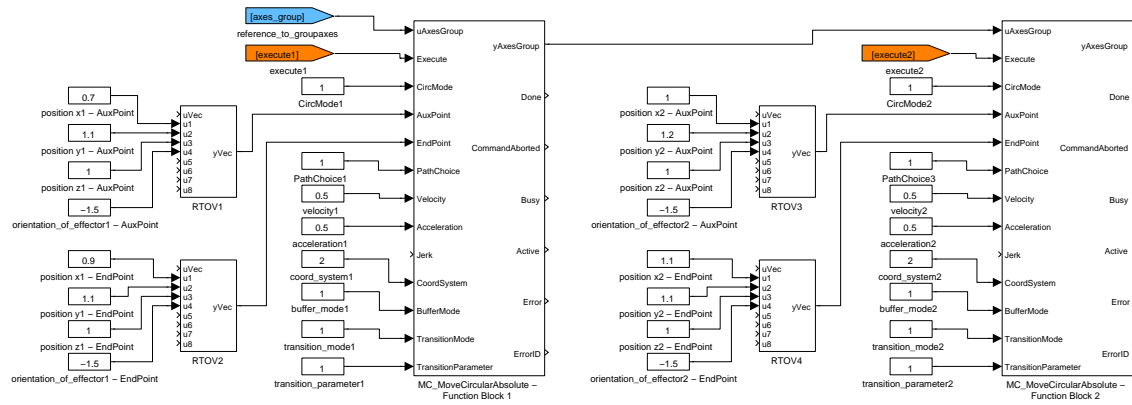 [axes_group]
reference_to_groupaxes
[execute1]
execute1
1
CircMode1
0.7
position x1 − AuxPoint
1.1
position y1 − AuxPoint
1
position z1 − AuxPoint
−1.5
orientation_of_effector1 − AuxPoint
uVec
u1
u2
u3
u4
u5
u6
u7
u8
yVec
RTOV1
0.9
position x1 − EndPoint
1.1
position y1 − EndPoint
1
position z1 − EndPoint
−1.5
orientation_of_effector1 − EndPoint
uVec
u1
u2
u3
u4
u5
u6
u7
u8
yVec
RTOV2
1
PathChoice1
0.5
velocity1
0.5
acceleration1
2
coord_system1
1
buffer_mode1
1
transition_mode1
1
transition_parameter1
uAxesGroup
Execute
CircMode
AuxPoint
EndPoint
PathChoice
Velocity
Acceleration
Jerk
CoordSystem
BufferMode
TransitionMode
TransitionParameter
yAxesGroup
Done
CommandAborted
Busy
Active
Error
ErrorID
MC_MoveCircularAbsolute −
Function Block 1
[execute2]
execute2
1
CircMode2
1
position x2 − AuxPoint
1.2
position y2 − AuxPoint
1
position z2 − AuxPoint
−1.5
orientation_of_effector2 − AuxPoint
uVec
u1
u2
u3
u4
u5
u6
u7
u8
yVec
RTOV3
1.1
position x2 − EndPoint
1.1
position y2 − EndPoint
1
position z2 − EndPoint
−1.5
orientation_of_effector2 − EndPoint
uVec
u1
u2
u3
u4
u5
u6
u7
u8
yVec
RTOV4
1
PathChoice3
0.5
velocity2
0.5
acceleration2
2
coord_system2
1
buffer_mode2
1
transition_mode2
1
transition_parameter2
uAxesGroup
Execute
CircMode
AuxPoint
EndPoint
PathChoice
Velocity
Acceleration
Jerk
CoordSystem
BufferMode
TransitionMode
TransitionParameter
yAxesGroup
Done
CommandAborted
Busy
Active
Error
ErrorID
MC_MoveCircularAbsolute −
Function Block 2